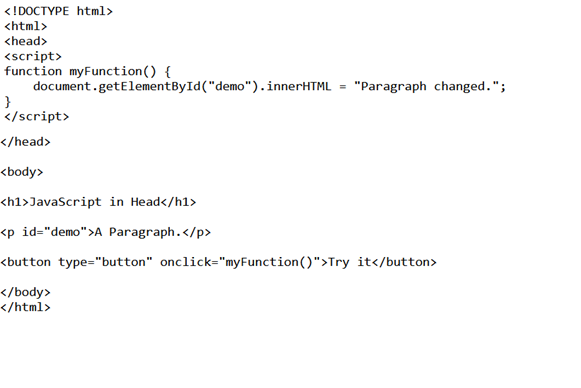 <!DOCTYPE html>
<html>
<head>
<script>
function myFunction() {
    document.getElementById("demo").innerHTML = "Paragraph changed.";
}
</script>
</head>
<body>
<h1>JavaScript in Head</h1>
<p id="demo">A Paragraph.</p>
<button type="button" onclick="myFunction()">Try it</button>
</body>
</html>